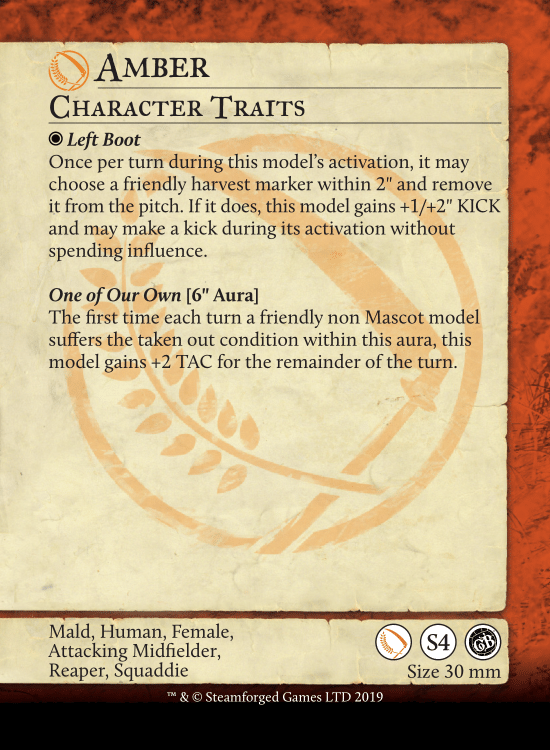 AMBER
CHARACTER TRAITS
Left Boot
Once per turn during this model's activation, it may
choose a friendly harvest marker within 2" and remove
it from the pitch. If it does, this model gains +1/+2" KICK
and may make a kick during its activation without
spending influence.
One of Our Own [6" Aura]
The first time each turn a friendly non Mascot model
suffers the taken out condition within this aura, this
model gains +2 TAC for the remainder of the turn.
Mald, Human, Female,
Attacking Midfielder,
Reaper, Squaddie
S4
GB
Size 30 mm
™ & © Steamforged Games LTD 2019